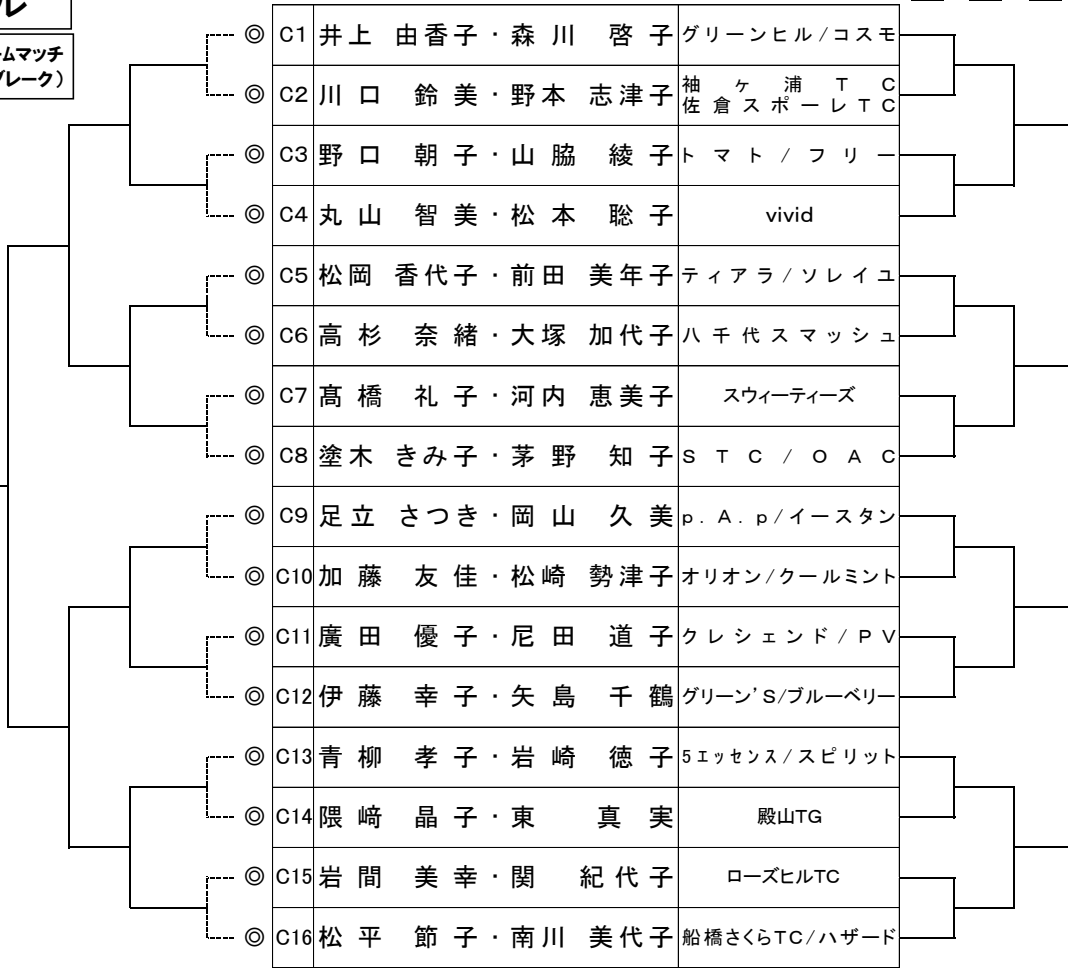 ル
ムマッチ
ブレーク）
◎ C1 井上 由香子・森川 啓子 グリーンヒル/コスモ
◎ C2 川口 鈴美・野本 志津子 袖ヶ浦TC
佐倉スポーレTC
◎ C3 野口 朝子・山脇 綾子 トマト/フリー
◎ C4 丸山 智美・松本 聡子 vivid
◎ C5 松岡 香代子・前田 美年子 ティアラ/ソレイユ
◎ C6 高杉 奈緒・大塚 加代子 八千代スマッシュ
◎ C7 髙橋 礼子・河内 恵美子 スウィーティーズ
◎ C8 塗木 きみ子・茅野 知子 STC/OAC
◎ C9 足立 さつき・岡山 久美 p.A.p/イースタン
◎ C10 加藤 友佳・松崎 勢津子 オリオン/クールミント
◎ C11 廣田 優子・尼田 道子 クレシェンド/PV
◎ C12 伊藤 幸子・矢島 千鶴 グリーン'S/ブルーベリー
◎ C13 青柳 孝子・岩崎 徳子 5エッセンス/スピリット
◎ C14 隈﨑 晶子・東 真実 殿山TG
◎ C15 岩間 美幸・関 紀代子 ローズヒルTC
◎ C16 松平 節子・南川 美代子 船橋さくらTC/ハザード